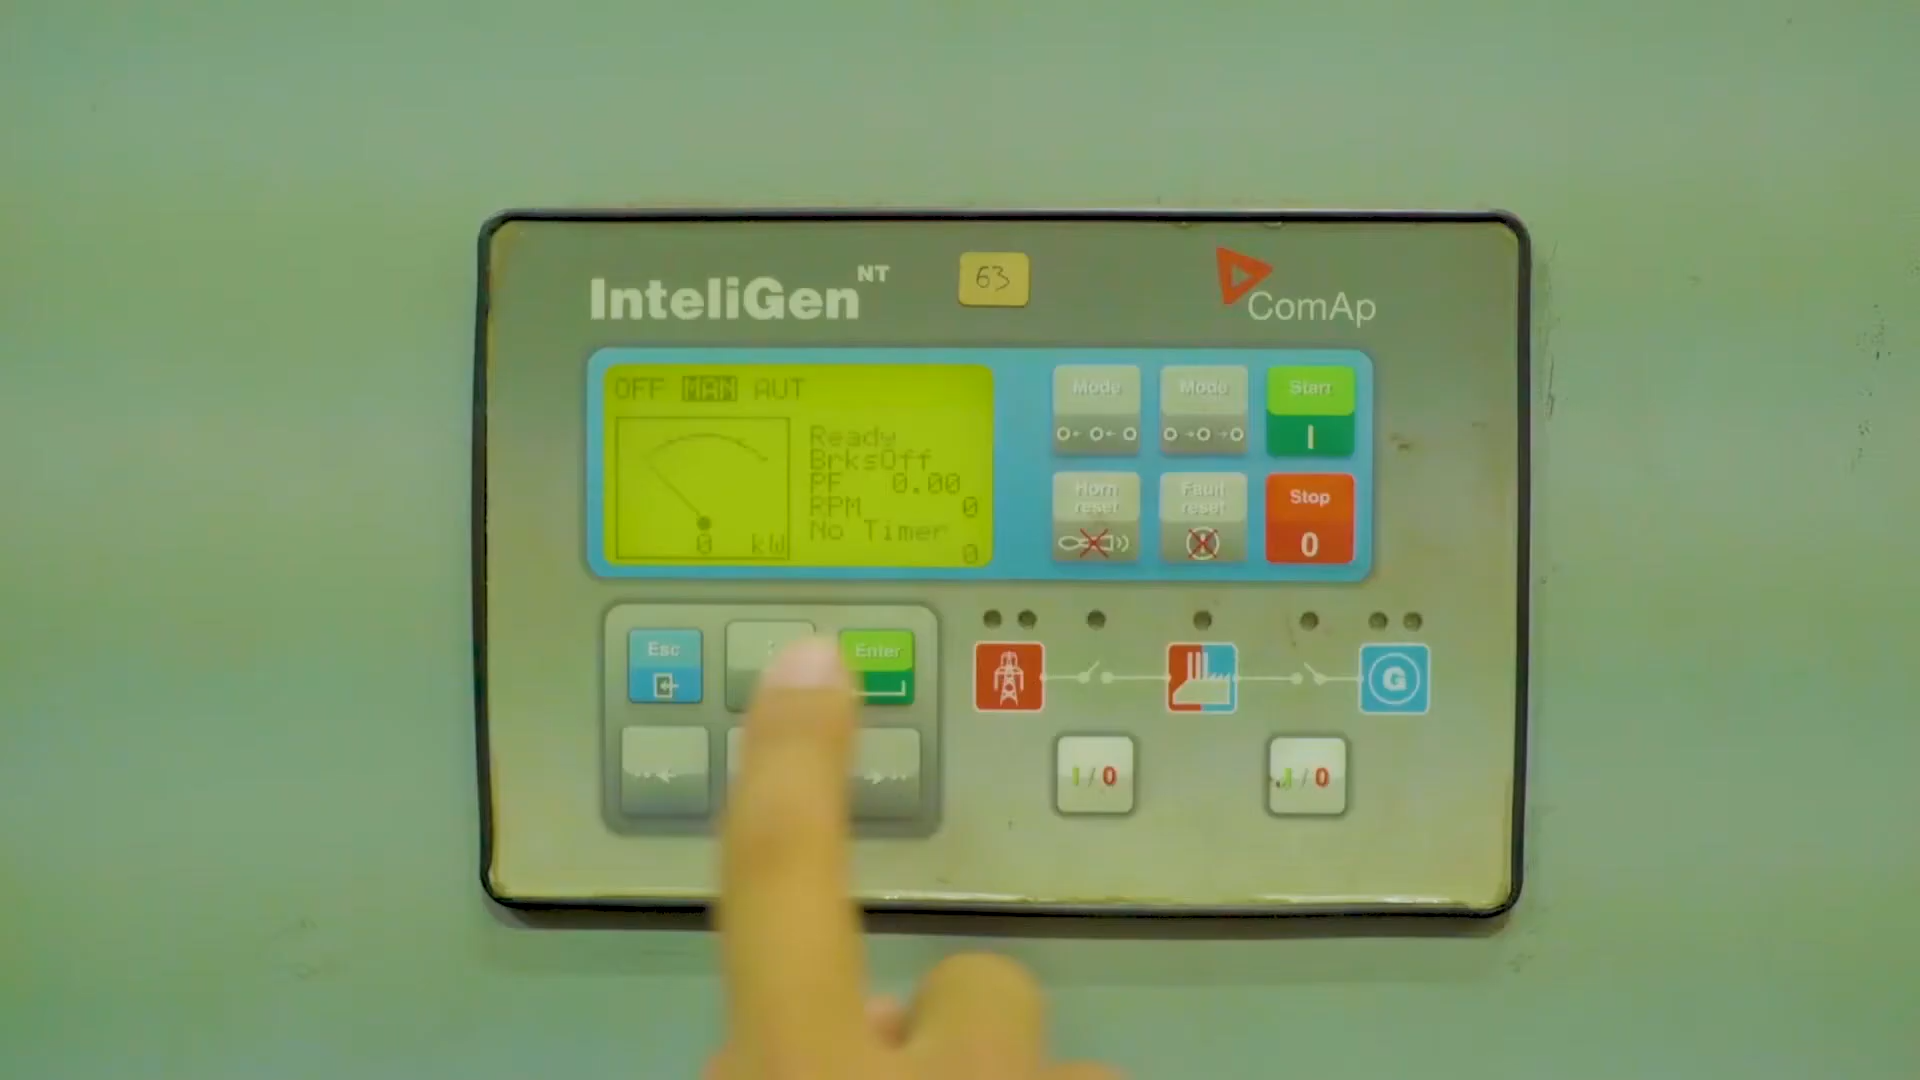 InteliGen NT
63
ComAp
OFF MAN AUT
Ready
BrksOff
PF 0.00
RPM 0
No Timer
0
0 kW
Mode
Mode
Start
I
Horn reset
Fault reset
Stop
0
Esc
Enter
G
I/0
I/0